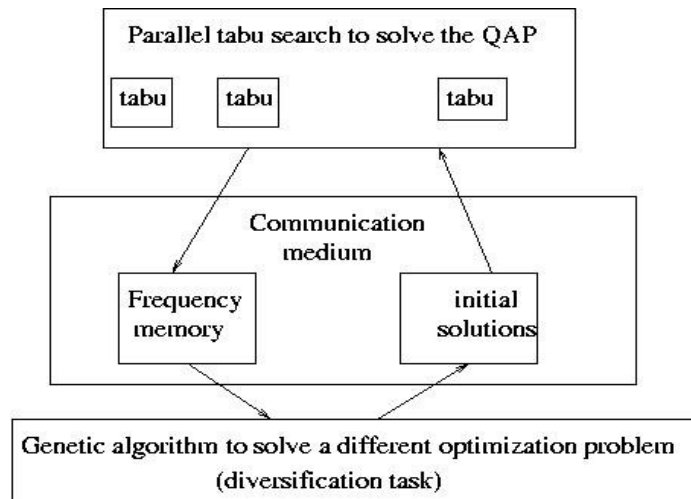 Parallel tabu search to solve the QAP
tabu tabu tabu
Communication
medium
Frequency
memory
initial
solutions
Genetic algorithm to solve a different optimization problem
(diversification task)